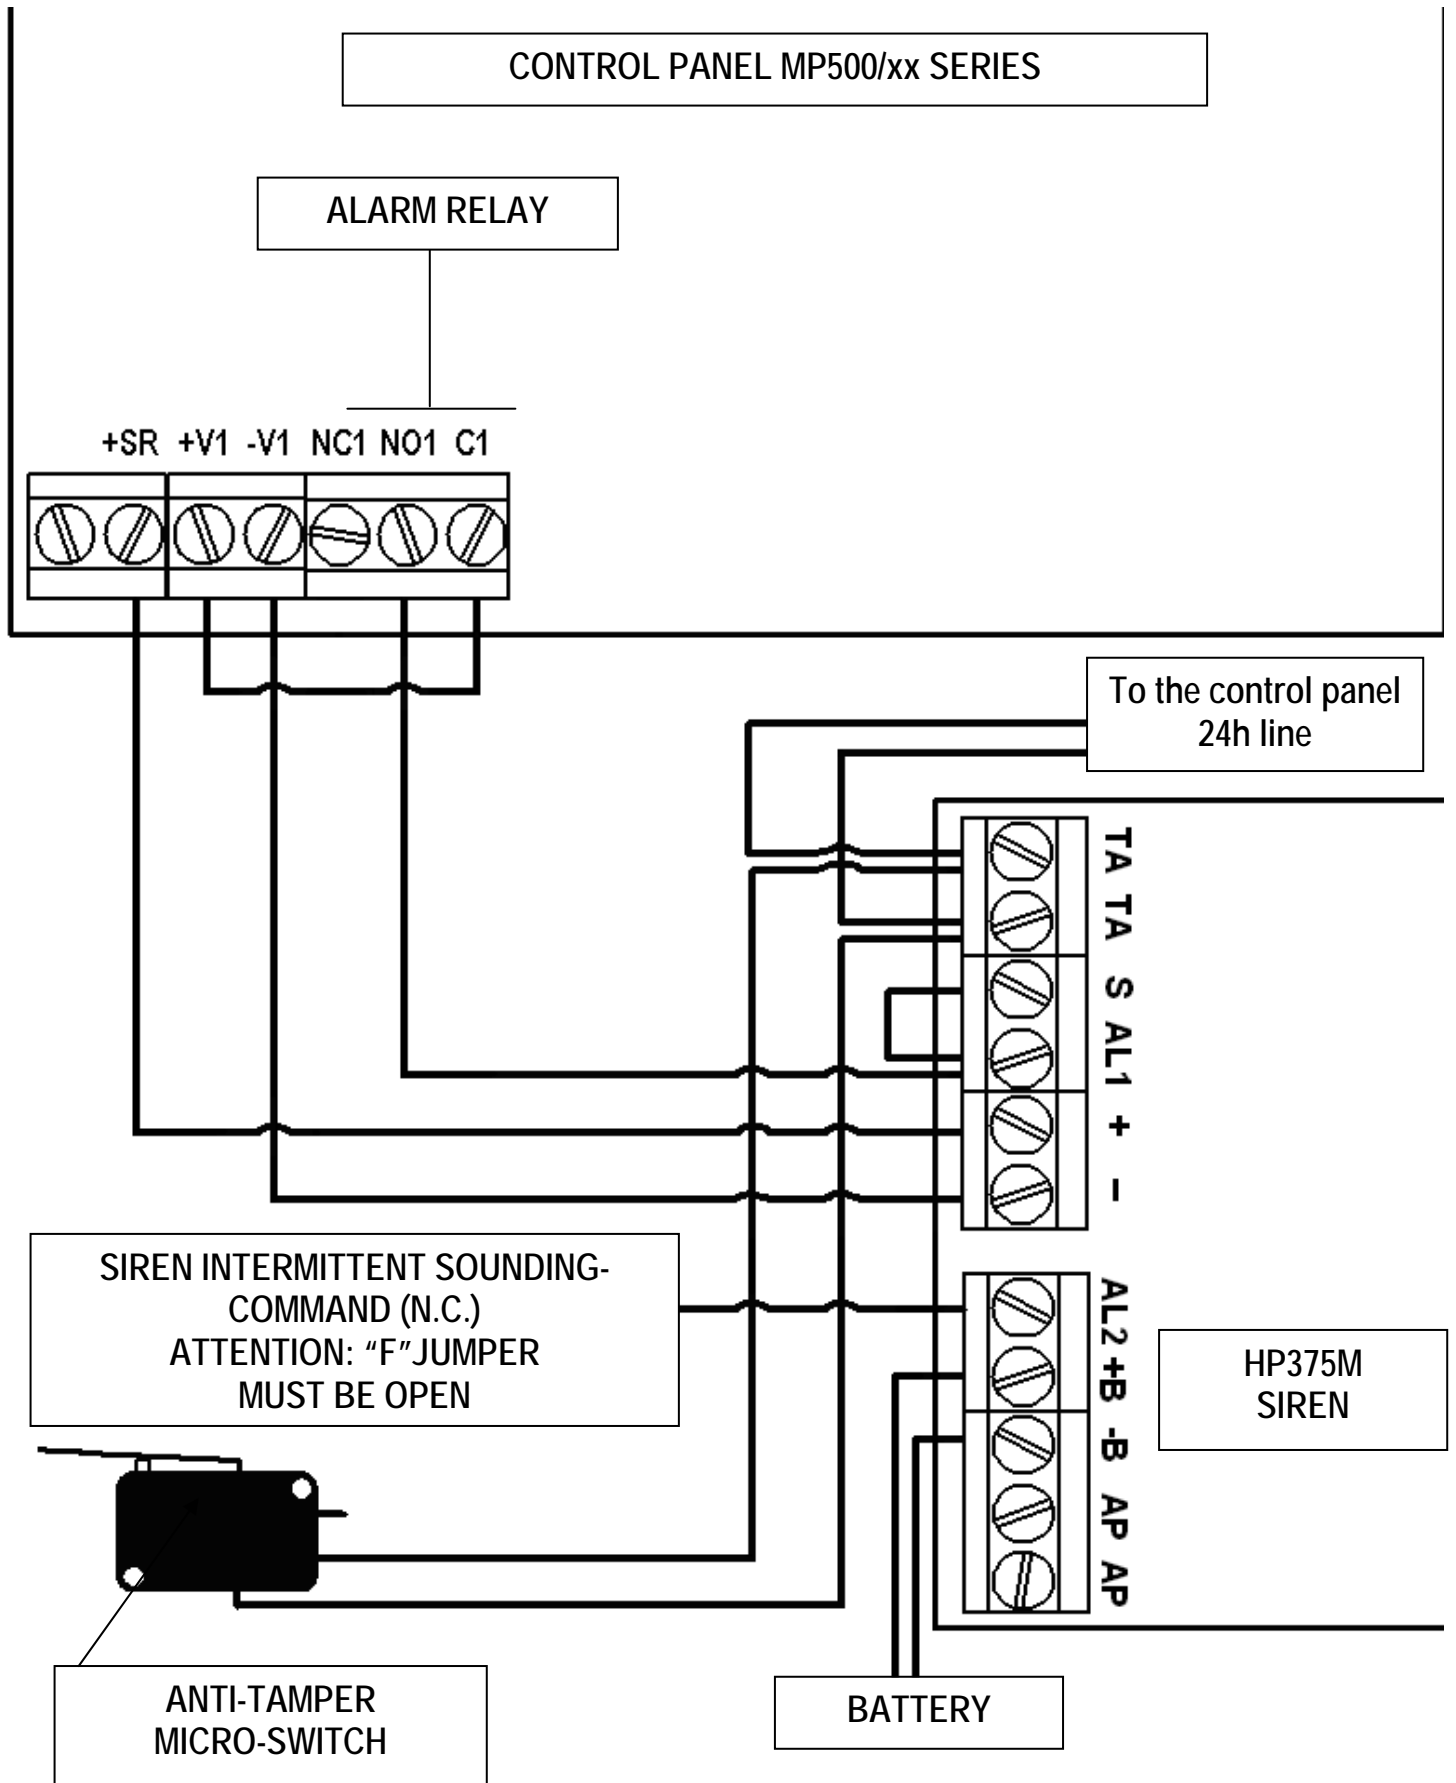 CONTROL PANEL MP500/xx SERIES
ALARM RELAY
+SR +V1 -V1 NC1 NO1 C1
To the control panel
24h line
TA
TA
S
AL1
+
–
SIREN INTERMITTENT SOUNDING-
COMMAND (N.C.)
ATTENTION: “F”JUMPER
MUST BE OPEN
AL2
+B
-B
AP
AP
HP375M
SIREN
ANTI-TAMPER
MICRO-SWITCH
BATTERY